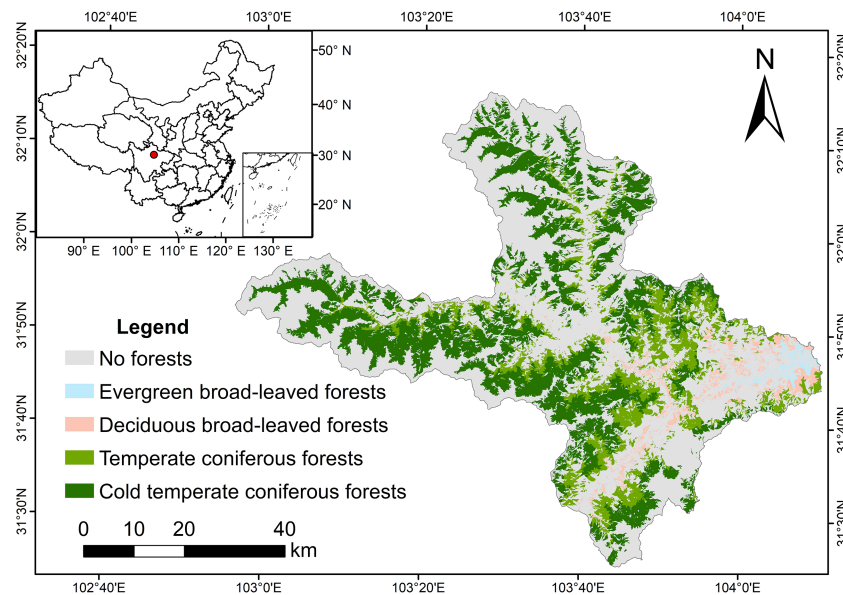 102°40'E 103°0'E 103°20'E 103°40'E 104°0'E
32°20'N
32°10'N
32°0'N
31°50'N
31°40'N
31°30'N
50° N
40° N
30° N
20° N
90° E 100° E 110° E 120° E 130° E
N
32°20'N
32°10'N
32°0'N
31°50'N
31°40'N
31°30'N
Legend
No forests
Evergreen broad-leaved forests
Deciduous broad-leaved forests
Temperate coniferous forests
Cold temperate coniferous forests
0 10 20 40
km
102°40'E 103°0'E 103°20'E 103°40'E 104°0'E